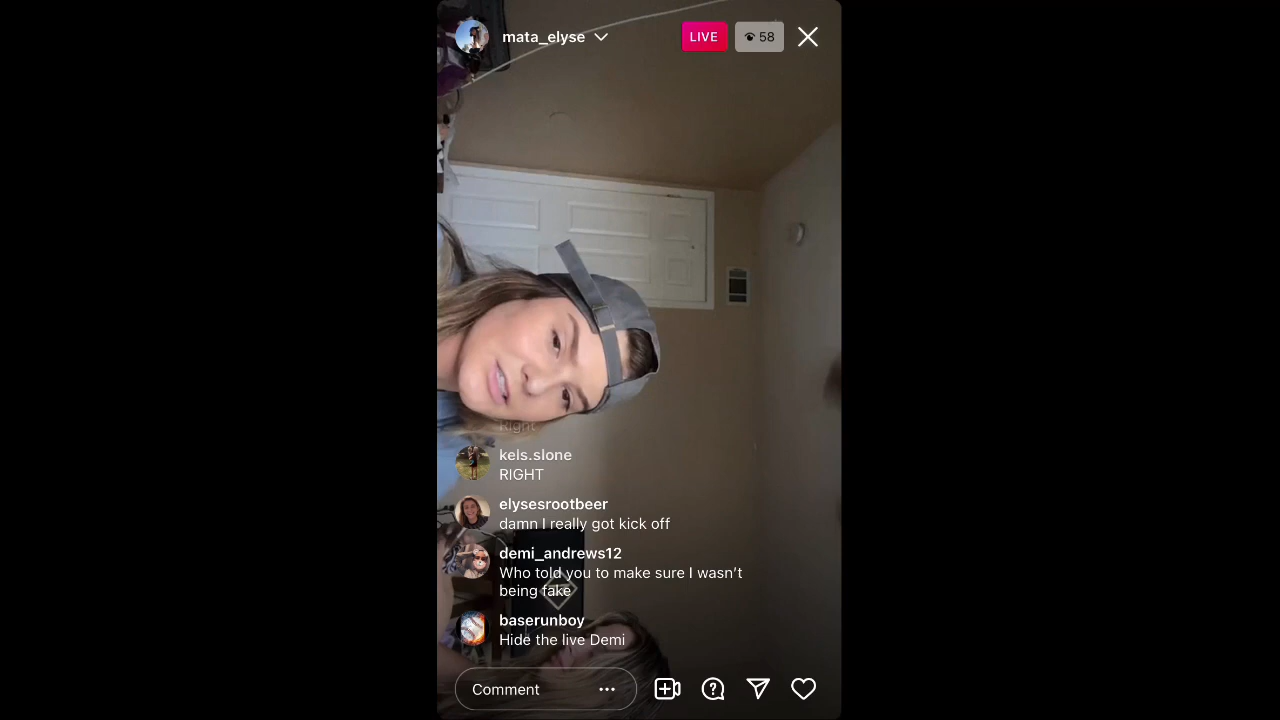 mata_elyse
LIVE
58
Right
kels.slone
RIGHT
elysesrootbeer
damn I really got kick off
demi_andrews12
Who told you to make sure I wasn't
being fake
baserunboy
Hide the live Demi
Comment